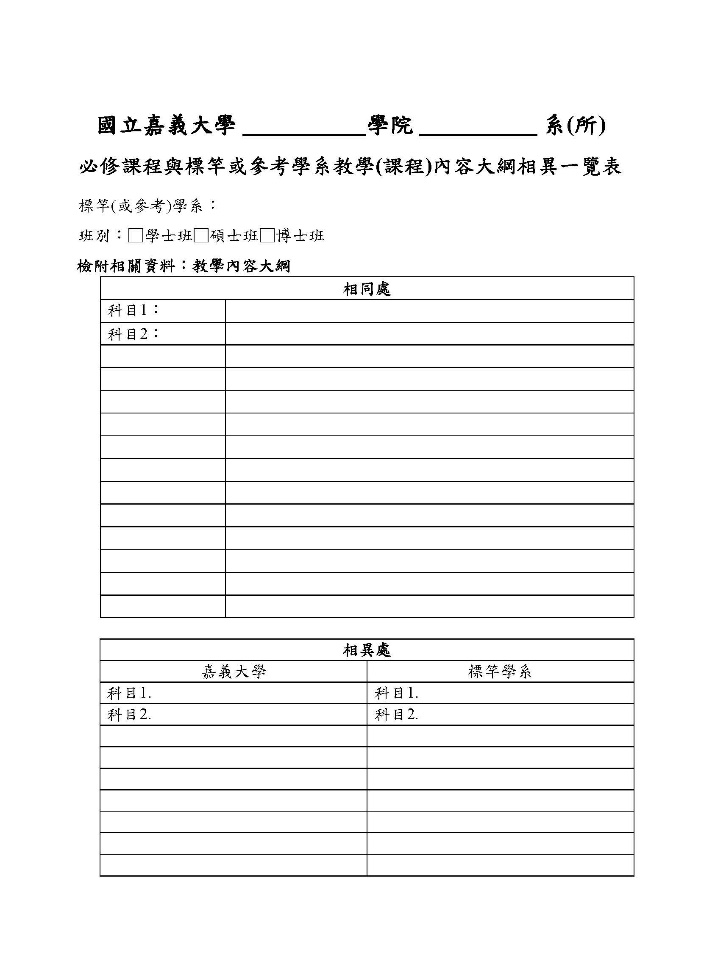 國立嘉義大學 __________學院 __________ 系(所)
必修課程與標竿或參考學系教學(課程)內容大綱相異一覽表
標竿(或參考)學系：
班別：□學士班□碩士班□博士班
檢附相關資料：教學內容大綱
相同處
科目1：
科目2：
相異處
嘉義大學 標竿學系
科目1. 科目1.
科目2. 科目2.